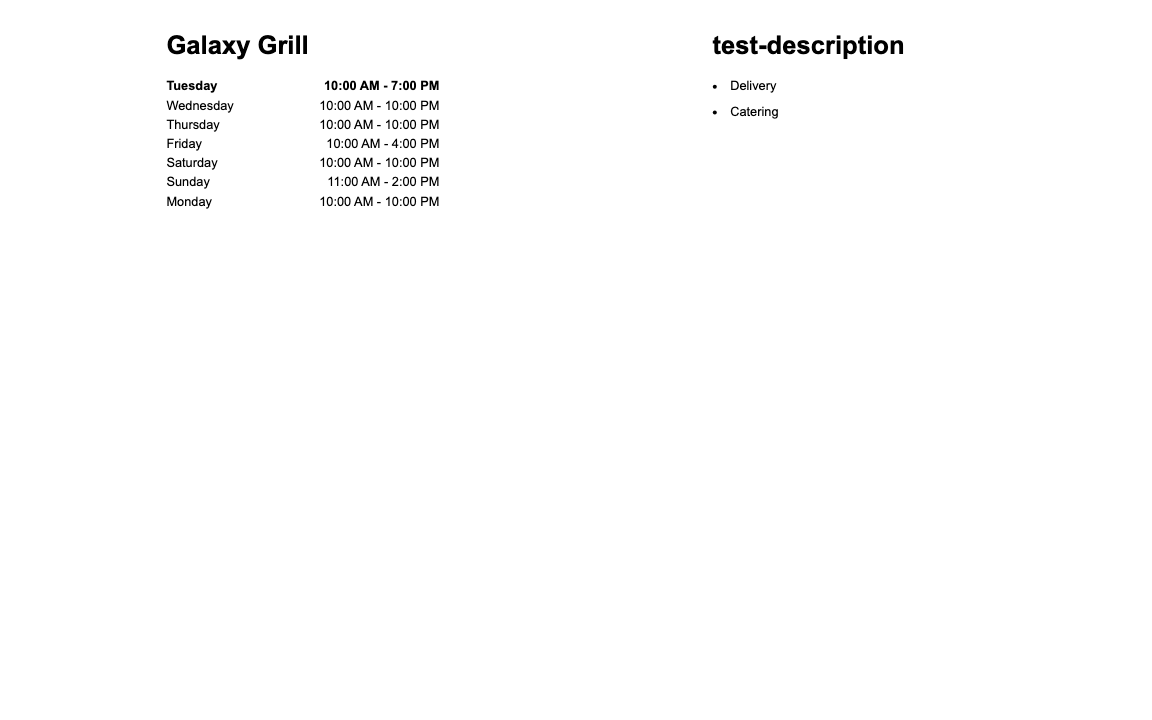 Galaxy Grill
Tuesday 10:00 AM - 7:00 PM
Wednesday 10:00 AM - 10:00 PM
Thursday 10:00 AM - 10:00 PM
Friday 10:00 AM - 4:00 PM
Saturday 10:00 AM - 10:00 PM
Sunday 11:00 AM - 2:00 PM
Monday 10:00 AM - 10:00 PM
test-description
• Delivery
• Catering